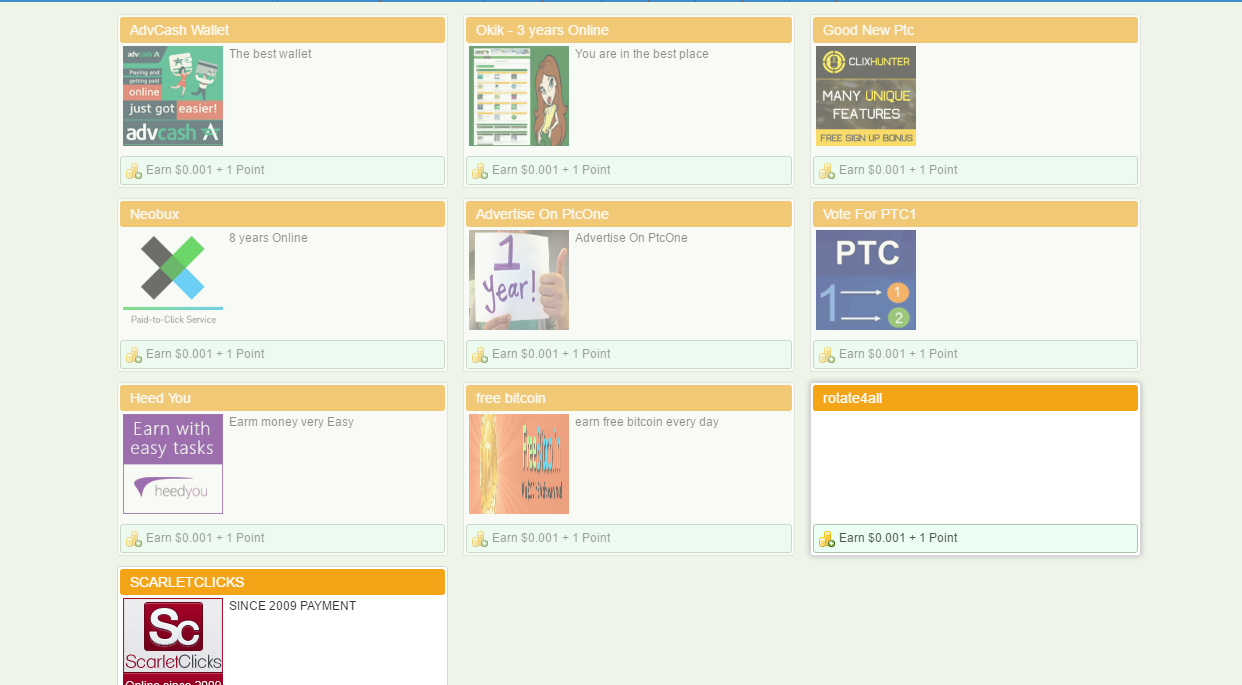 AdvCash Wallet
The best wallet
advcash A
Paying and
getting paid
online
just got easier!
advcash A
Earn $0.001 + 1 Point
Okik - 3 years Online
You are in the best place
Earn $0.001 + 1 Point
Good New Ptc
CLIXHUNTER
MANY UNIQUE
FEATURES
FREE SIGN UP BONUS
Earn $0.001 + 1 Point
Neobux
8 years Online
Paid-to-Click Service
Earn $0.001 + 1 Point
Advertise On PtcOne
Advertise On PtcOne
1
year!
Earn $0.001 + 1 Point
Vote For PTC1
PTC
1
1
2
Earn $0.001 + 1 Point
Heed You
Earm money very Easy
Earn with
easy tasks
heedyou
Earn $0.001 + 1 Point
free bitcoin
earn free bitcoin every day
FreeBitcoin
Earn $0.001 + 1 Point
rotate4all
Earn $0.001 + 1 Point
SCARLETCLICKS
SINCE 2009 PAYMENT
Sc
ScarletClicks
Online since 2009